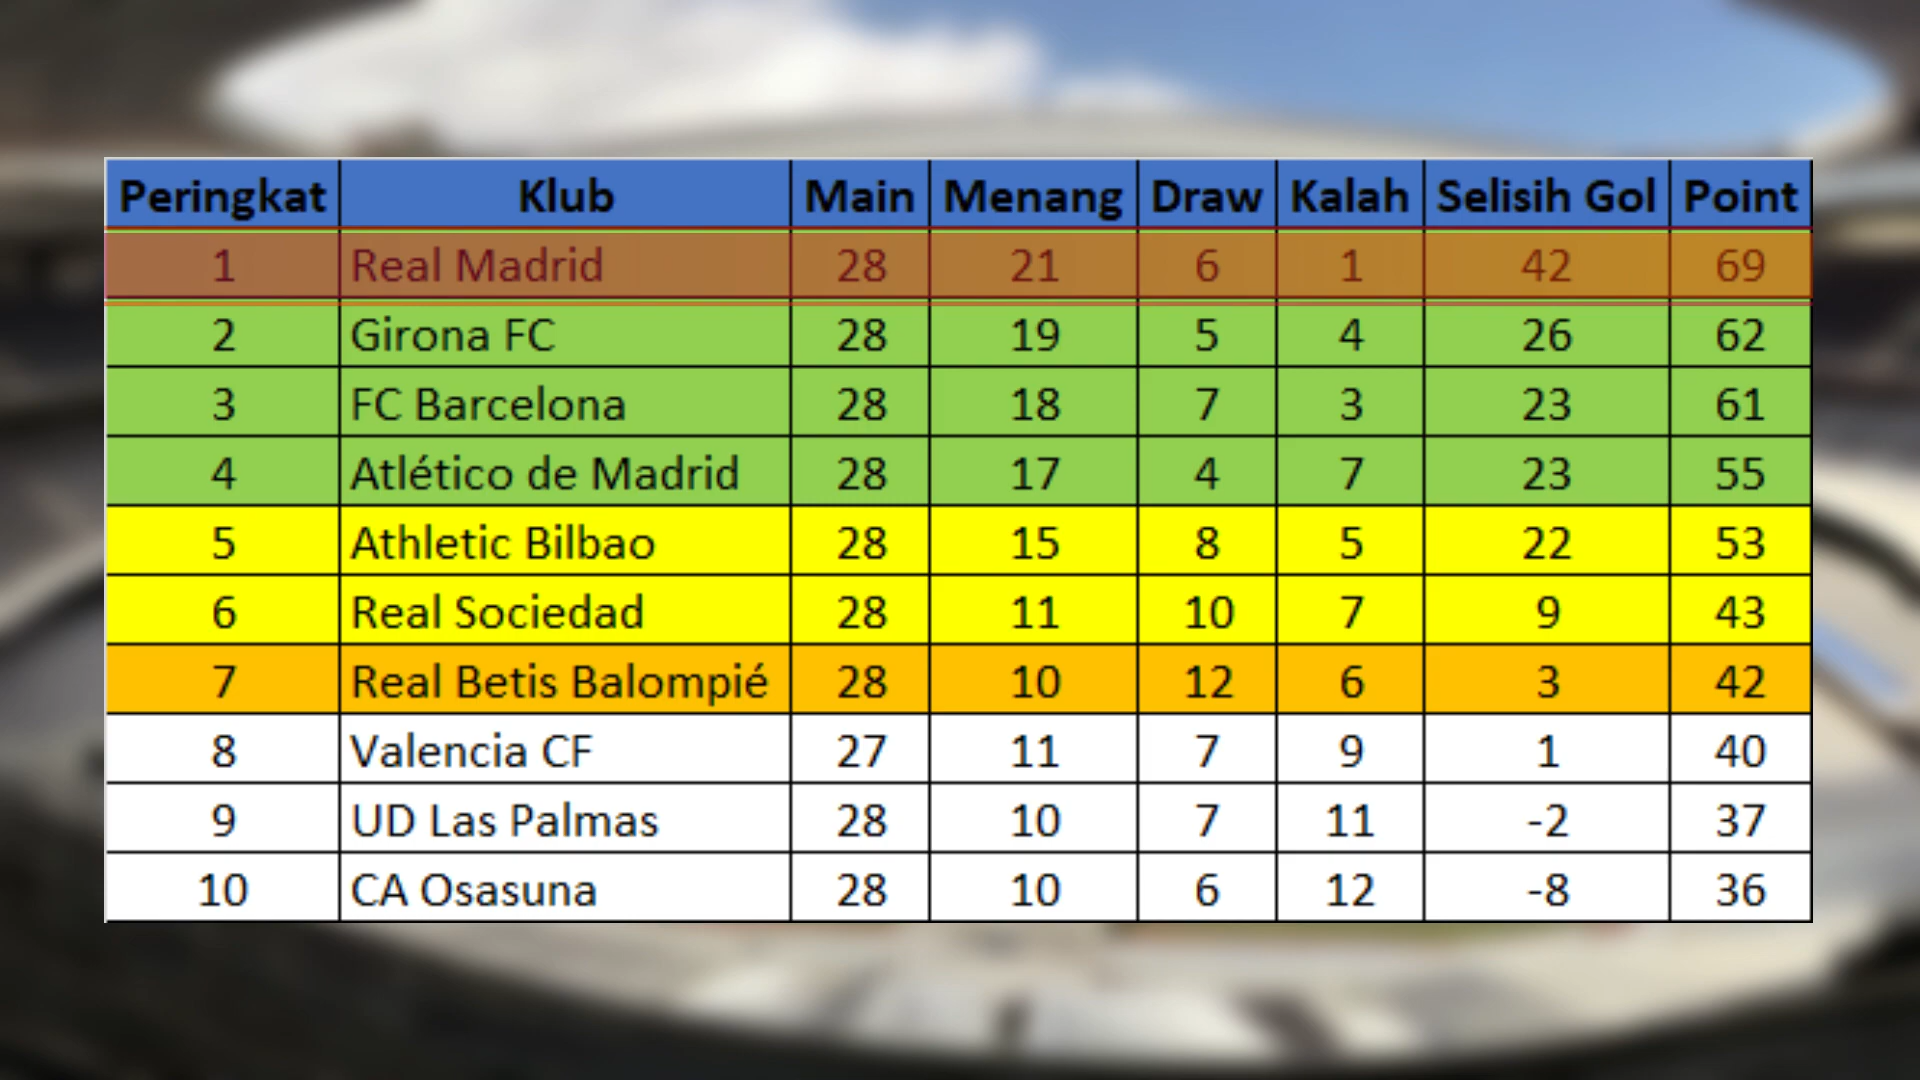 Peringkat Klub Main Menang Draw Kalah Selisih Gol Point
1 Real Madrid 28 21 6 1 42 69
2 Girona FC 28 19 5 4 26 62
3 FC Barcelona 28 18 7 3 23 61
4 Atlético de Madrid 28 17 4 7 23 55
5 Athletic Bilbao 28 15 8 5 22 53
6 Real Sociedad 28 11 10 7 9 43
7 Real Betis Balompié 28 10 12 6 3 42
8 Valencia CF 27 11 7 9 1 40
9 UD Las Palmas 28 10 7 11 -2 37
10 CA Osasuna 28 10 6 12 -8 36